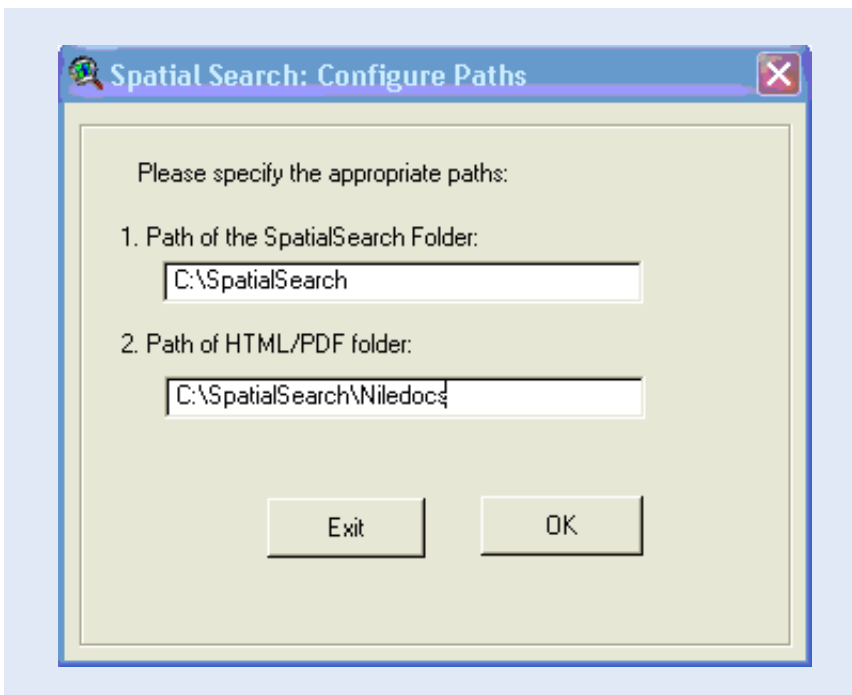 Spatial Search: Configure Paths
Please specify the appropriate paths:
1. Path of the SpatialSearch Folder:
C:\SpatialSearch
2. Path of HTML/PDF folder:
C:\SpatialSearch\Niledocs
Exit
OK